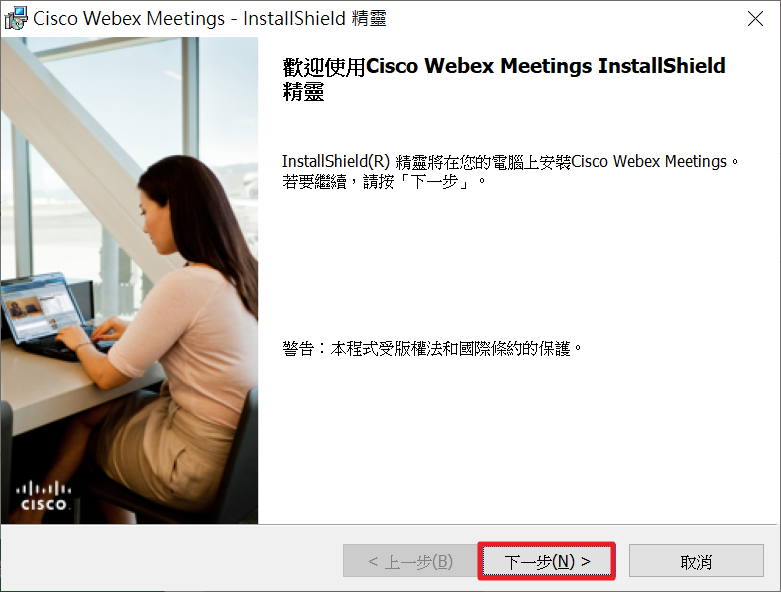 Cisco Webex Meetings - InstallShield 精靈
歡迎使用Cisco Webex Meetings InstallShield
精靈
InstallShield(R) 精靈將在您的電腦上安裝Cisco Webex Meetings。
若要繼續，請按「下一步」。
警告：本程式受版權法和國際條約的保護。
CISCO
< 上一步(B)
下一步(N) >
取消